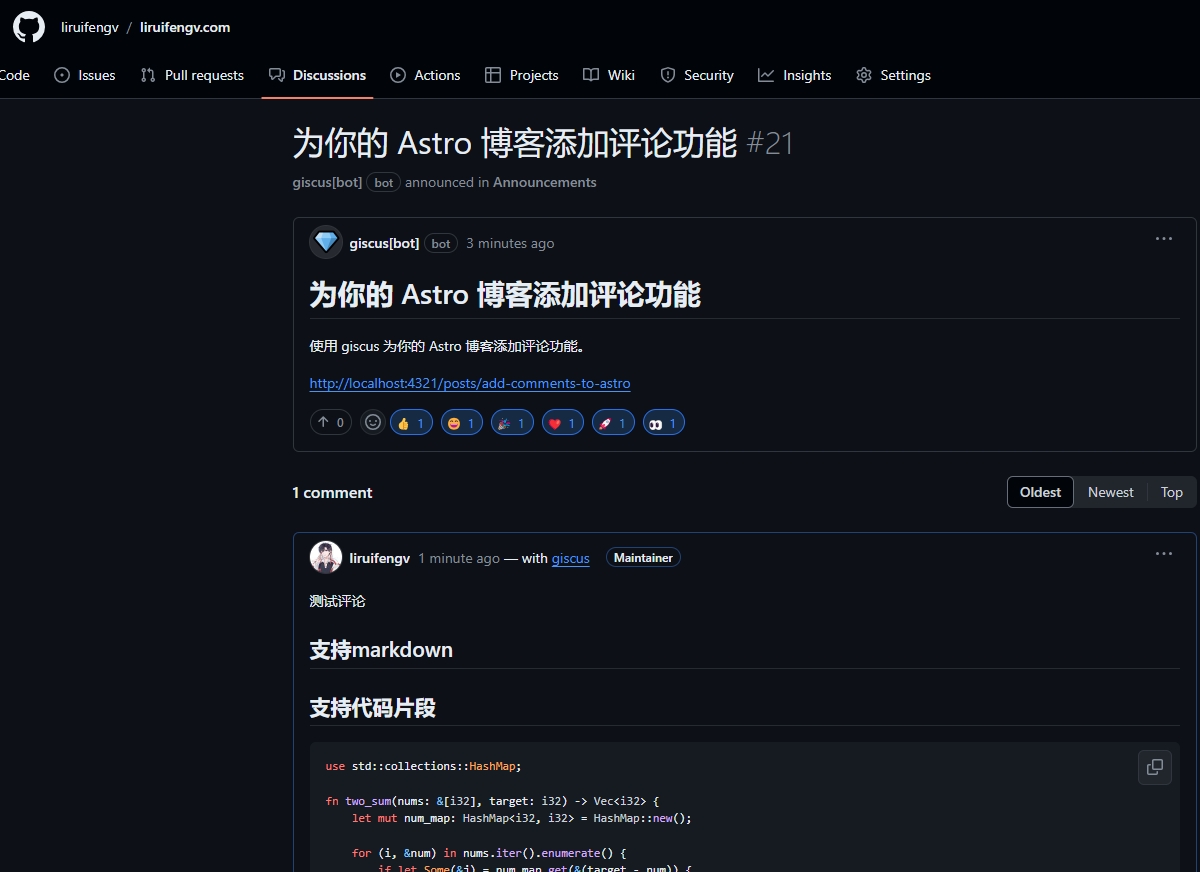 liruifengv / liruifengv.com
Code Issues Pull requests Discussions Actions Projects Wiki Security Insights Settings
为你的 Astro 博客添加评论功能 #21
giscus[bot] bot announced in Announcements
giscus[bot] bot 3 minutes ago
为你的 Astro 博客添加评论功能
使用 giscus 为你的 Astro 博客添加评论功能。
http://localhost:4321/posts/add-comments-to-astro
0 1 1 1 1 1 1
1 comment Oldest Newest Top
liruifengv 1 minute ago — with giscus Maintainer
测试评论
支持markdown
支持代码片段
use std::collections::HashMap;
fn two_sum(nums: &[i32], target: i32) -> Vec<i32> {
let mut num_map: HashMap<i32, i32> = HashMap::new();
for (i, &num) in nums.iter().enumerate() {
if let Some(&j) = num_map.get(&(target - num)) {